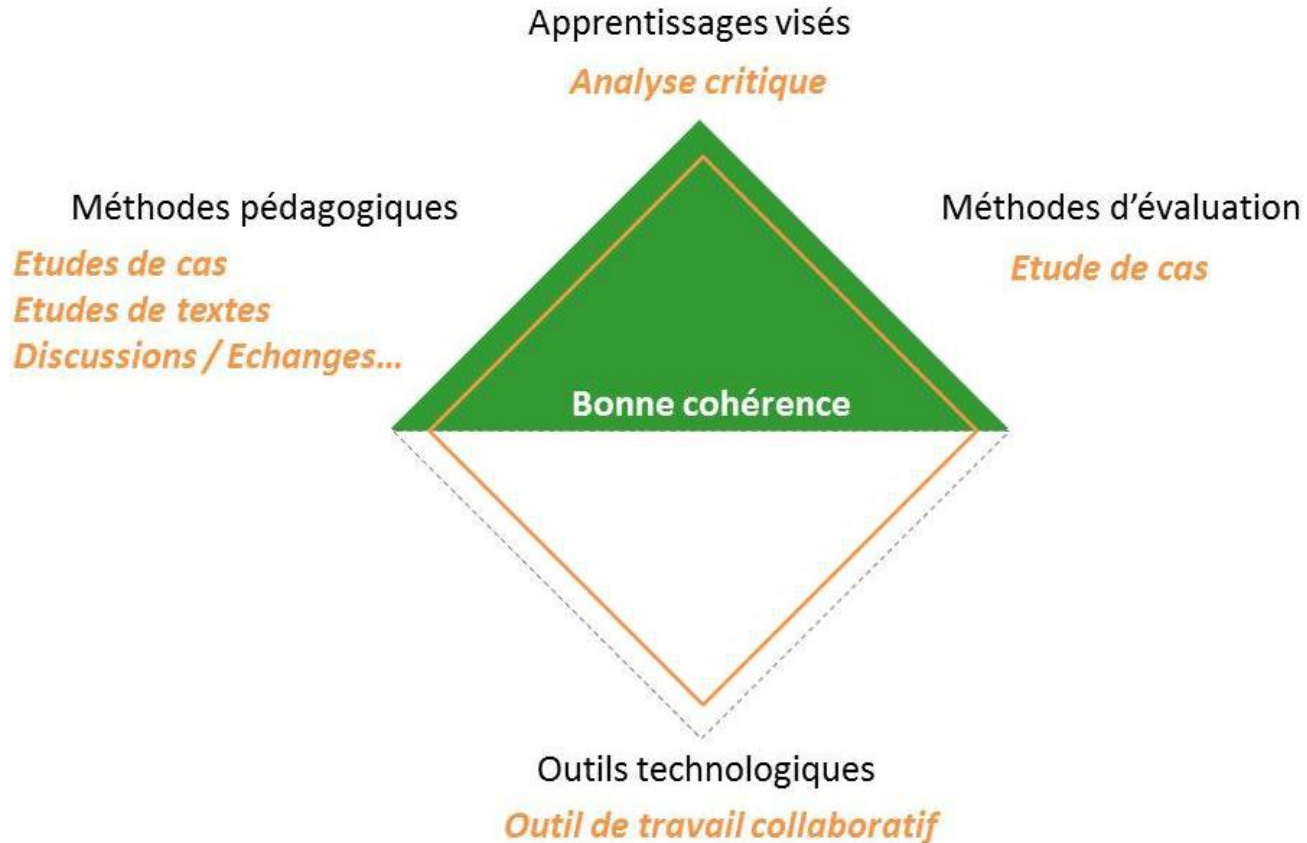 Apprentissages visés
Analyse critique
Méthodes pédagogiques
Etudes de cas
Etudes de textes
Discussions / Echanges...
Méthodes d'évaluation
Etude de cas
Bonne cohérence
Outils technologiques
Outil de travail collaboratif